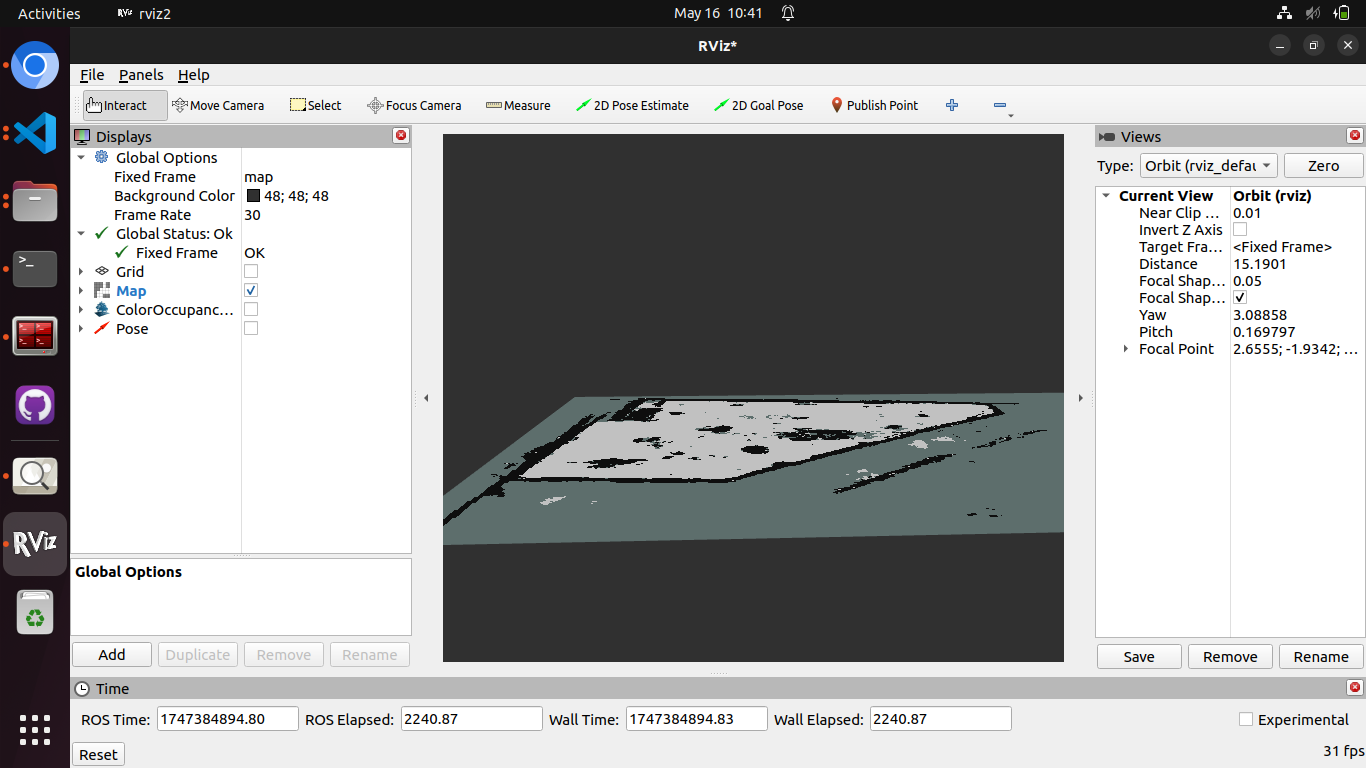 Activities
RViz rviz2
May 16 10:41
RViz*
File Panels Help
Interact
Move Camera
Select
Focus Camera
Measure
2D Pose Estimate
2D Goal Pose
Publish Point
Displays
Global Options
Fixed Frame map
Background Color 48; 48; 48
Frame Rate 30
Global Status: Ok
Fixed Frame OK
Grid
Map
ColorOccupanc...
Pose
Global Options
Add Duplicate Remove Rename
Views
Type: Orbit (rviz_defau Zero
Current View Orbit (rviz)
Near Clip ... 0.01
Invert Z Axis
Target Fra... <Fixed Frame>
Distance 15.1901
Focal Shap... 0.05
Focal Shap...
Yaw 3.08858
Pitch 0.169797
Focal Point 2.6555; -1.9342; ...
Save Remove Rename
Time
ROS Time: 1747384894.80 ROS Elapsed: 2240.87 Wall Time: 1747384894.83 Wall Elapsed: 2240.87 Experimental
Reset 31 fps
RViz